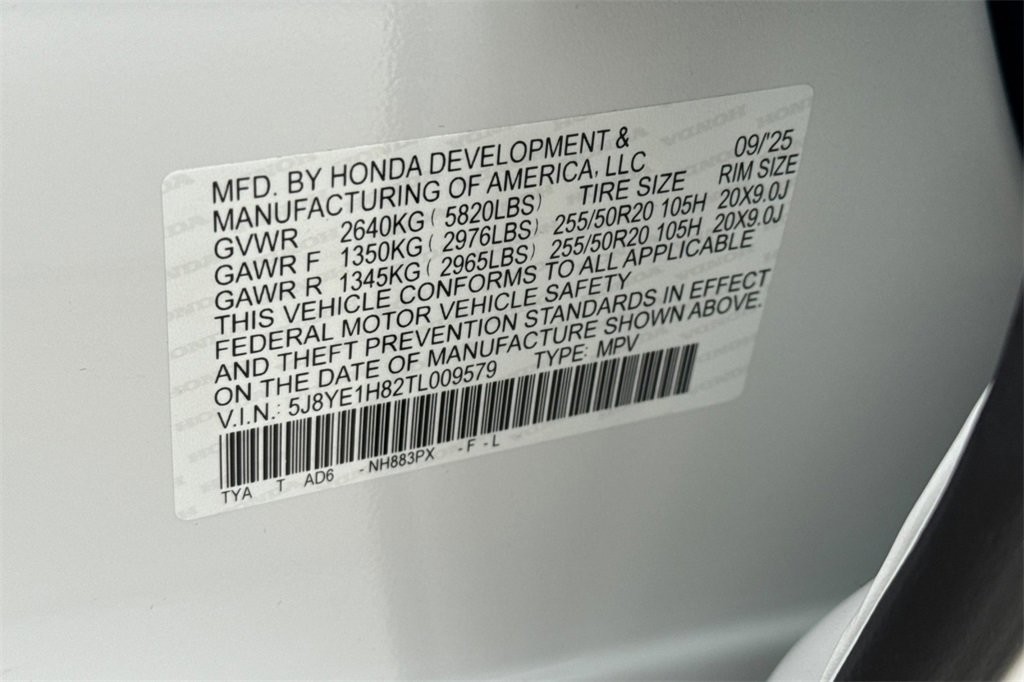 MFD. BY HONDA DEVELOPMENT & 09/'25
MANUFACTURING OF AMERICA, LLC
GVWR 2640KG ( 5820LBS) TIRE SIZE RIM SIZE
GAWR F 1350KG ( 2976LBS) 255/50R20 105H 20X9.0J
GAWR R 1345KG ( 2965LBS) 255/50R20 105H 20X9.0J
THIS VEHICLE CONFORMS TO ALL APPLICABLE
FEDERAL MOTOR VEHICLE SAFETY
AND THEFT PREVENTION STANDARDS IN EFFECT
ON THE DATE OF MANUFACTURE SHOWN ABOVE.
V.I.N.: 5J8YE1H82TL009579 TYPE: MPV
TYA T AD6 - NH883PX - F - L